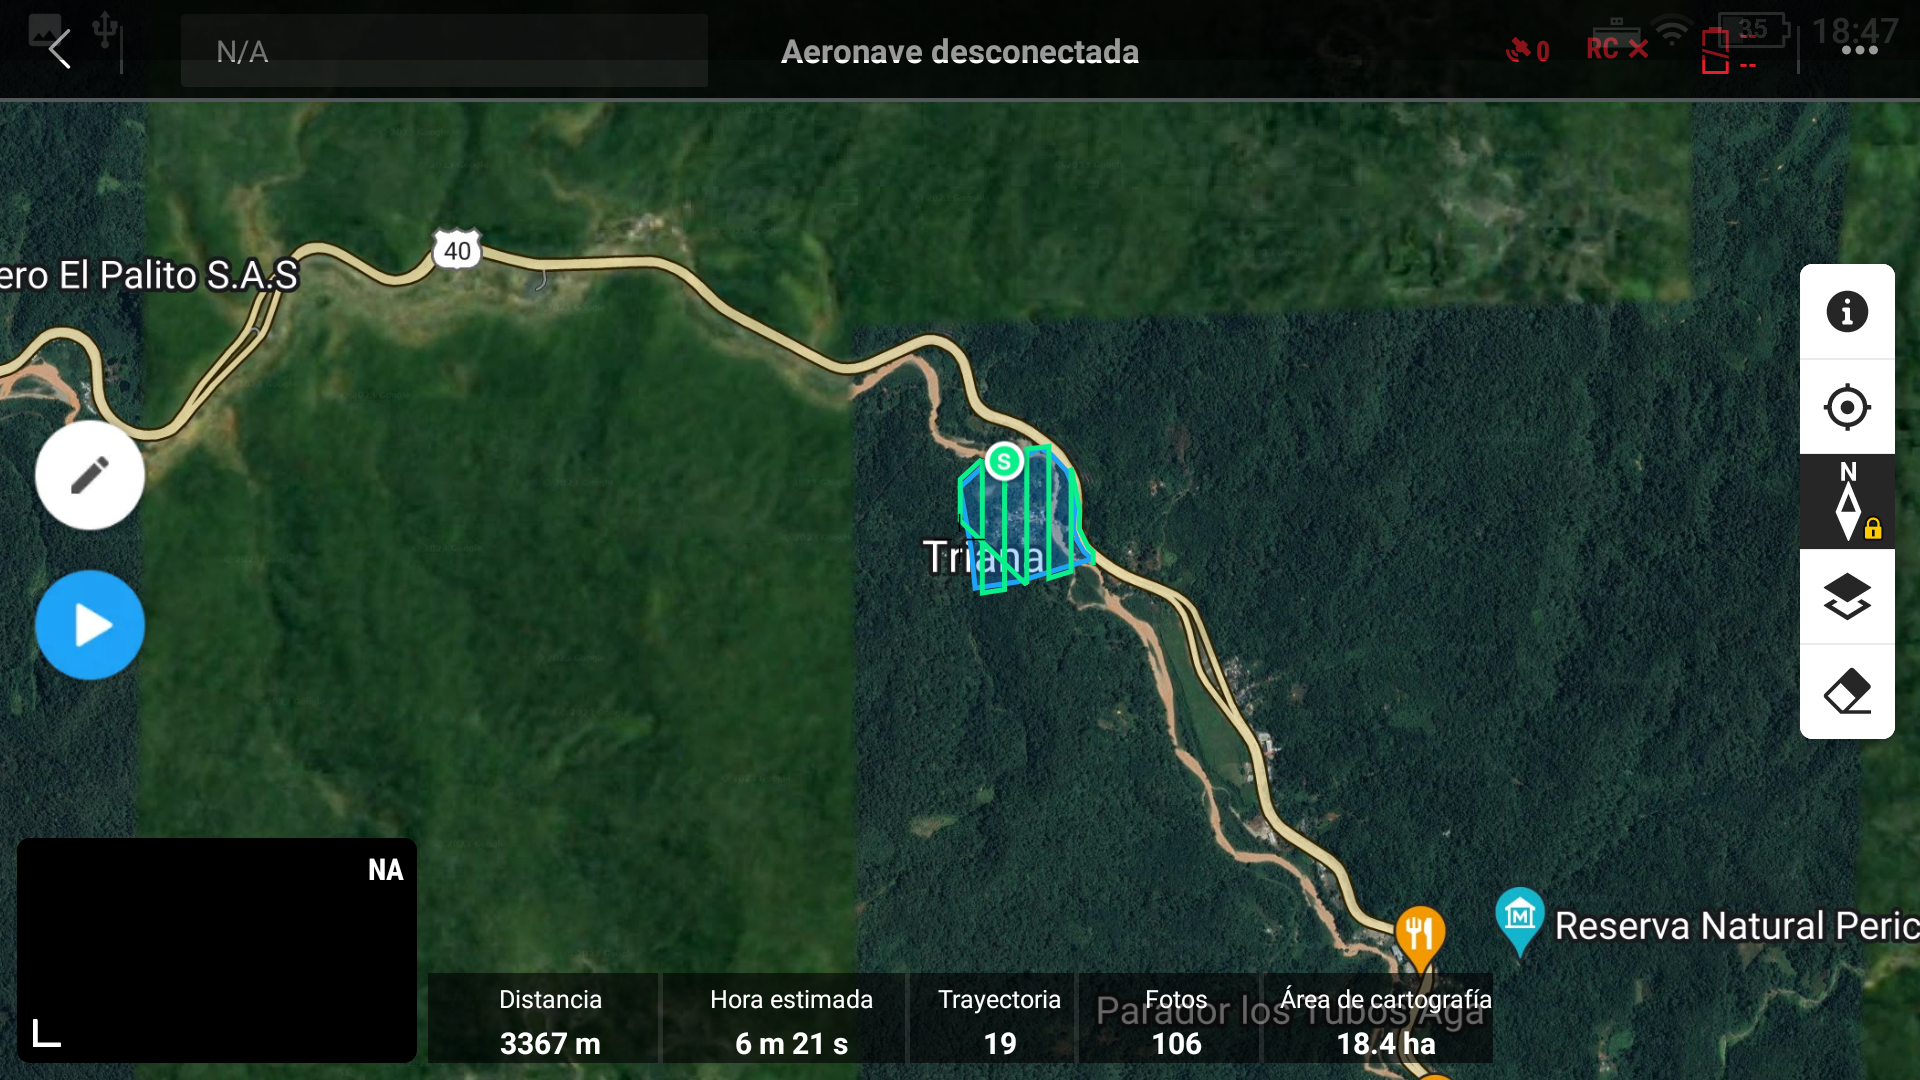 N/A
Aeronave desconectada
0
RC
--
--
35
18:47
40
ero El Palito S.A.S
N
S
Triana
NA
Reserva Natural Peric
Parador los Tubos Aga
Distancia
3367 m
Hora estimada
6 m 21 s
Trayectoria
19
Fotos
106
Área de cartografía
18.4 ha